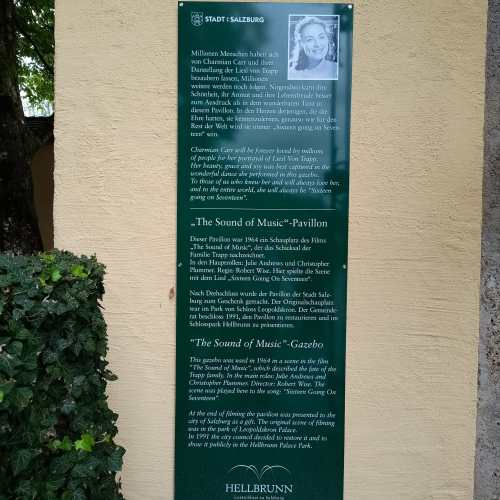 STADT : SALZBURG
Millionen Menschen haben sich
von Charmian Carr und ihrer
Darstellung der Liesl von Trapp
bezaubern lassen, Millionen
weitere werden noch folgen. Nirgendwo kam ihre
Schönheit, ihr Anmut und ihre Lebensfreude besser
zum Ausdruck als in dem wunderbaren Tanz in
diesem Pavillon. In den Herzen derjenigen, die die
Ehre hatten, sie kennenzulernen, genauso wie für den
Rest der Welt wird sie immer „Sixteen going on Seven-
teen" sein.
Charmian Carr will be forever loved by millions
of people for her portrayal of Liesl Von Trapp.
Her beauty, grace and joy was best captured in the
wonderful dance she performed in this gazebo.
To those of us who knew her and will always love her,
and to the entire world, she will always be "Sixteen
going on Seventeen".
„The Sound of Music"-Pavillon
Dieser Pavillon war 1964 ein Schauplatz des Films
„The Sound of Music", der das Schicksal der
Familie Trapp nachzeichnet.
In den Hauptrollen: Julie Andrews und Christopher
Plummer. Regie: Robert Wise. Hier spielte die Szene
mit dem Lied „Sixteen Going On Seventeen".
Nach Drehschluss wurde der Pavillon der Stadt Salz-
burg zum Geschenk gemacht. Der Originalschauplatz
war im Park von Schloss Leopoldskron. Der Gemeinde-
rat beschloss 1991, den Pavillon zu restaurieren und im
Schlosspark Hellbrunn zu präsentieren.
"The Sound of Music"-Gazebo
This gazebo was used in 1964 in a scene in the film
"The Sound of Music", which described the fate of the
Trapp family. In the main roles: Julie Andrews and
Christopher Plummer. Director: Robert Wise. The
scene was played here to the song: "Sixteen Going On
Seventeen".
At the end of filming the pavilion was presented to the
city of Salzburg as a gift. The original scene of filming
was in the park of Leopoldskron Palace.
In 1991 the city council decided to restore it and to
show it publicly in the Hellbrunn Palace Park.
HELLBRUNN
Lustschloss zu Salzburg